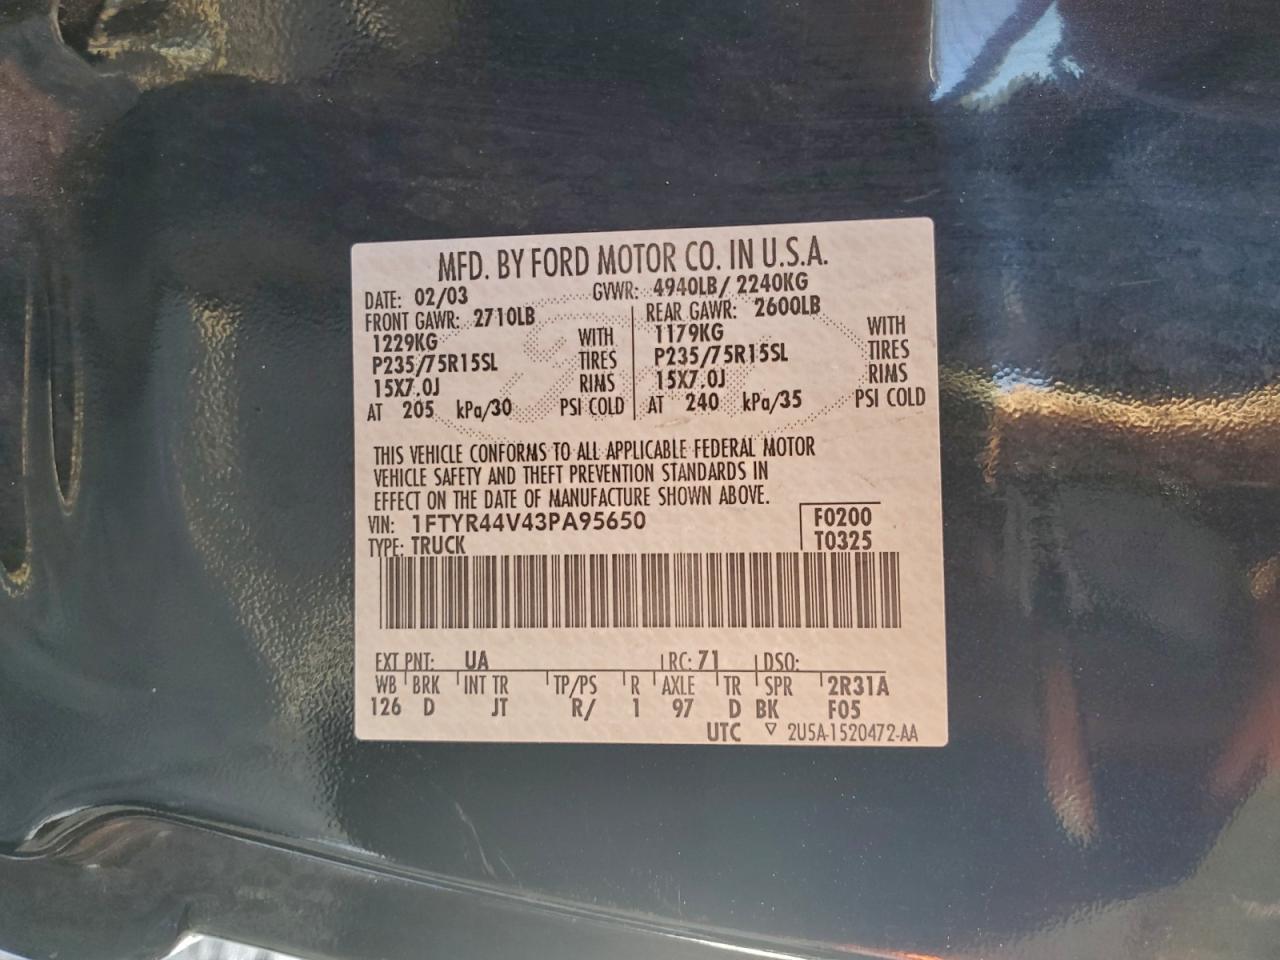 MFD. BY FORD MOTOR CO. IN U.S.A.
DATE: 02/03 GVWR: 4940LB/ 2240KG
FRONT GAWR: 2710LB REAR GAWR: 2600LB
1229KG WITH 1179KG WITH
P235/75R15SL TIRES P235/75R15SL TIRES
15X7.0J RIMS 15X7.0J RIMS
AT 205 kPa/30 PSI COLD AT 240 kPa/35 PSI COLD
THIS VEHICLE CONFORMS TO ALL APPLICABLE FEDERAL MOTOR
VEHICLE SAFETY AND THEFT PREVENTION STANDARDS IN
EFFECT ON THE DATE OF MANUFACTURE SHOWN ABOVE.
VIN: 1FTYR44V43PA95650 F0200
TYPE: TRUCK T0325
EXT PNT: UA RC: 71 DSO:
WB BRK INT TR TP/PS R AXLE TR SPR 2R31A
126 D JT R/ 1 97 D BK F05
UTC ▽ 2U5A-1520472-AA